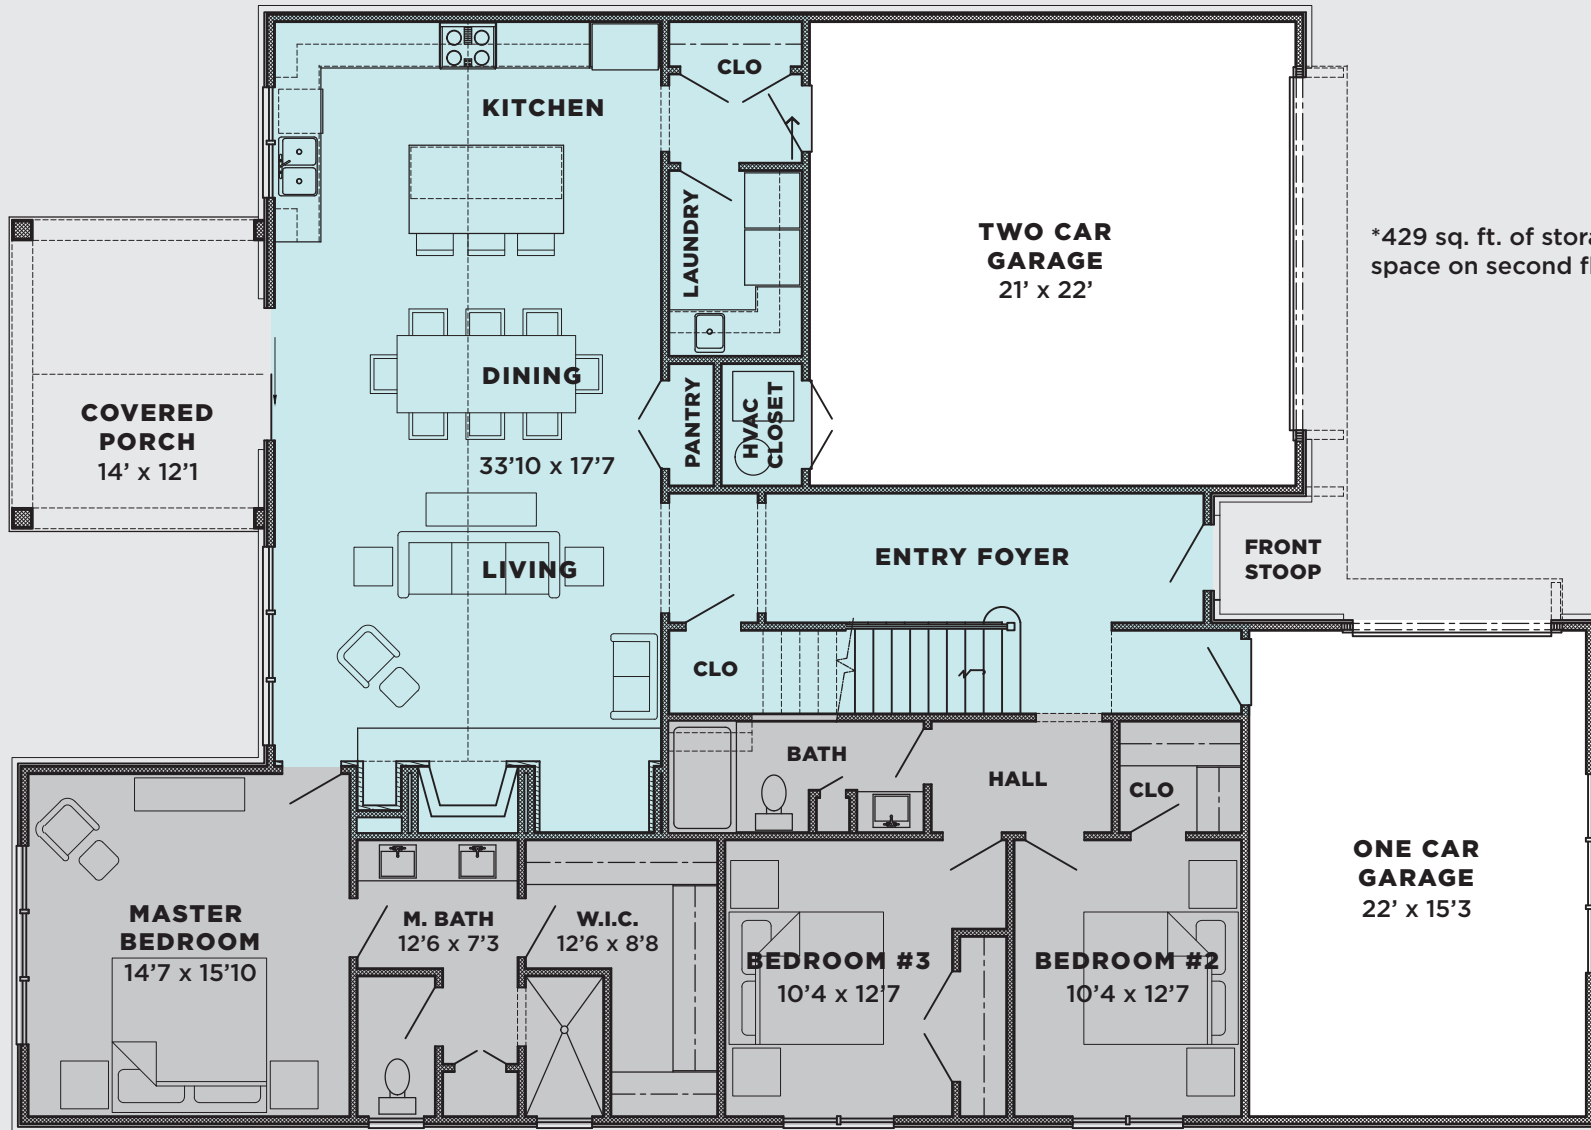 KITCHEN
CLO
LAUNDRY
TWO CAR
GARAGE
21’ x 22’
*429 sq. ft. of
space on second
COVERED
PORCH
14’ x 12’1
DINING
33’10 x 17’7
PANTRY
HVAC
CLOSET
LIVING
ENTRY FOYER
FRONT
STOOP
CLO
BATH
HALL
CLO
MASTER
BEDROOM
14’7 x 15’10
M. BATH
12’6 x 7’3
W.I.C.
12’6 x 8’8
BEDROOM #3
10’4 x 12’7
BEDROOM #2
10’4 x 12’7
ONE CAR
GARAGE
22’ x 15’3